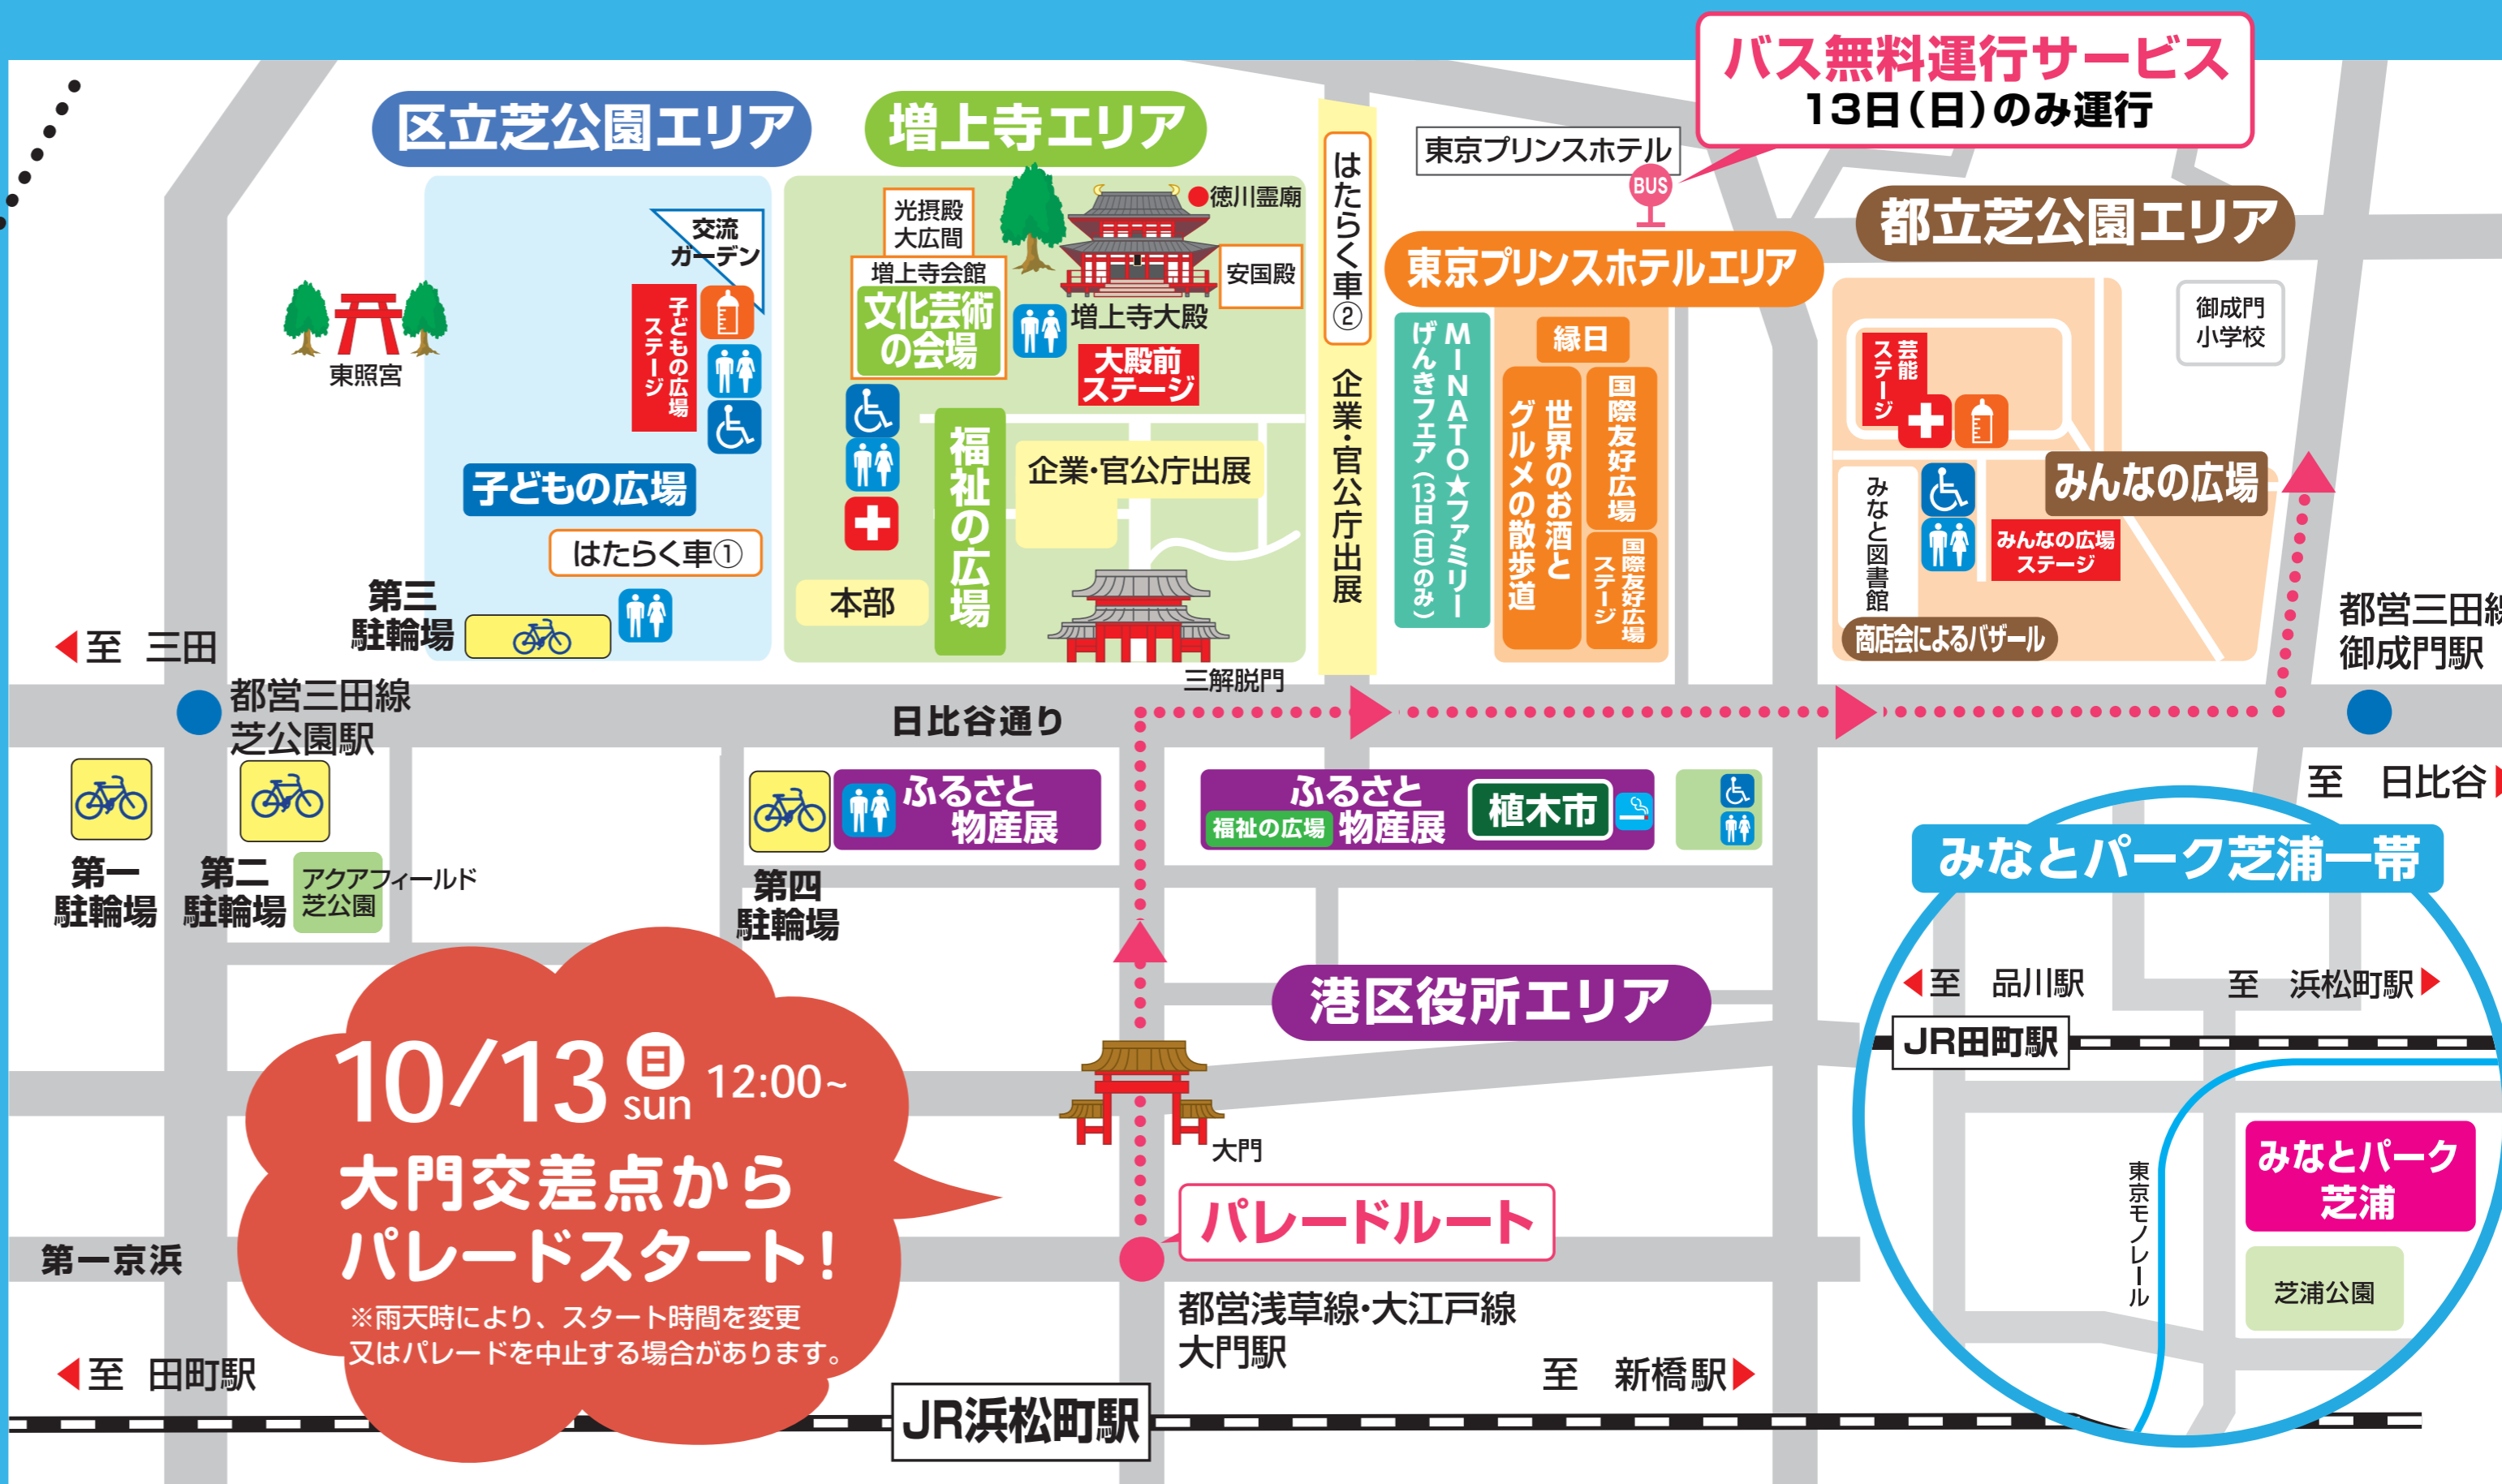 バス無料運行サービス
13日(日)のみ運行
区立芝公園エリア
増上寺エリア
東京プリンスホテル
BUS
東京プリンスホテルエリア
都立芝公園エリア
交流
ガーデン
子どもの広場
ステージ
東照宮
子どもの広場
はたらく車①
第三
駐輪場
光摂殿
大広間
増上寺会館
文化芸術
の会場
徳川霊廟
安国殿
増上寺大殿
大殿前
ステージ
福祉の広場
企業・官公庁出展
本部
三解脱門
はたらく車②
企業・官公庁出展
MINATO★ファミリー
げんきフェア(13日(日)のみ)
縁日
世界のお酒と
グルメの散歩道
国際友好広場
国際友好広場
ステージ
芸能
ステージ
御成門
小学校
みんなの広場
みなと図書館
みんなの広場
ステージ
商店会によるバザール
至 三田
都営三田線
芝公園駅
日比谷通り
都営三田線
御成門駅
至 日比谷
第一
駐輪場
第二
駐輪場
アクアフィールド
芝公園
第四
駐輪場
ふるさと
物産展
ふるさと
物産展
福祉の広場
植木市
港区役所エリア
10/13 日 sun 12:00~
大門交差点から
パレードスタート!
※雨天時により、スタート時間を変更
又はパレードを中止する場合があります。
大門
パレードルート
第一京浜
都営浅草線・大江戸線
大門駅
至 田町駅
至 新橋駅
JR浜松町駅
みなとパーク芝浦一帯
至 品川駅
至 浜松町駅
JR田町駅
東京モノレール
みなとパーク
芝浦
芝浦公園